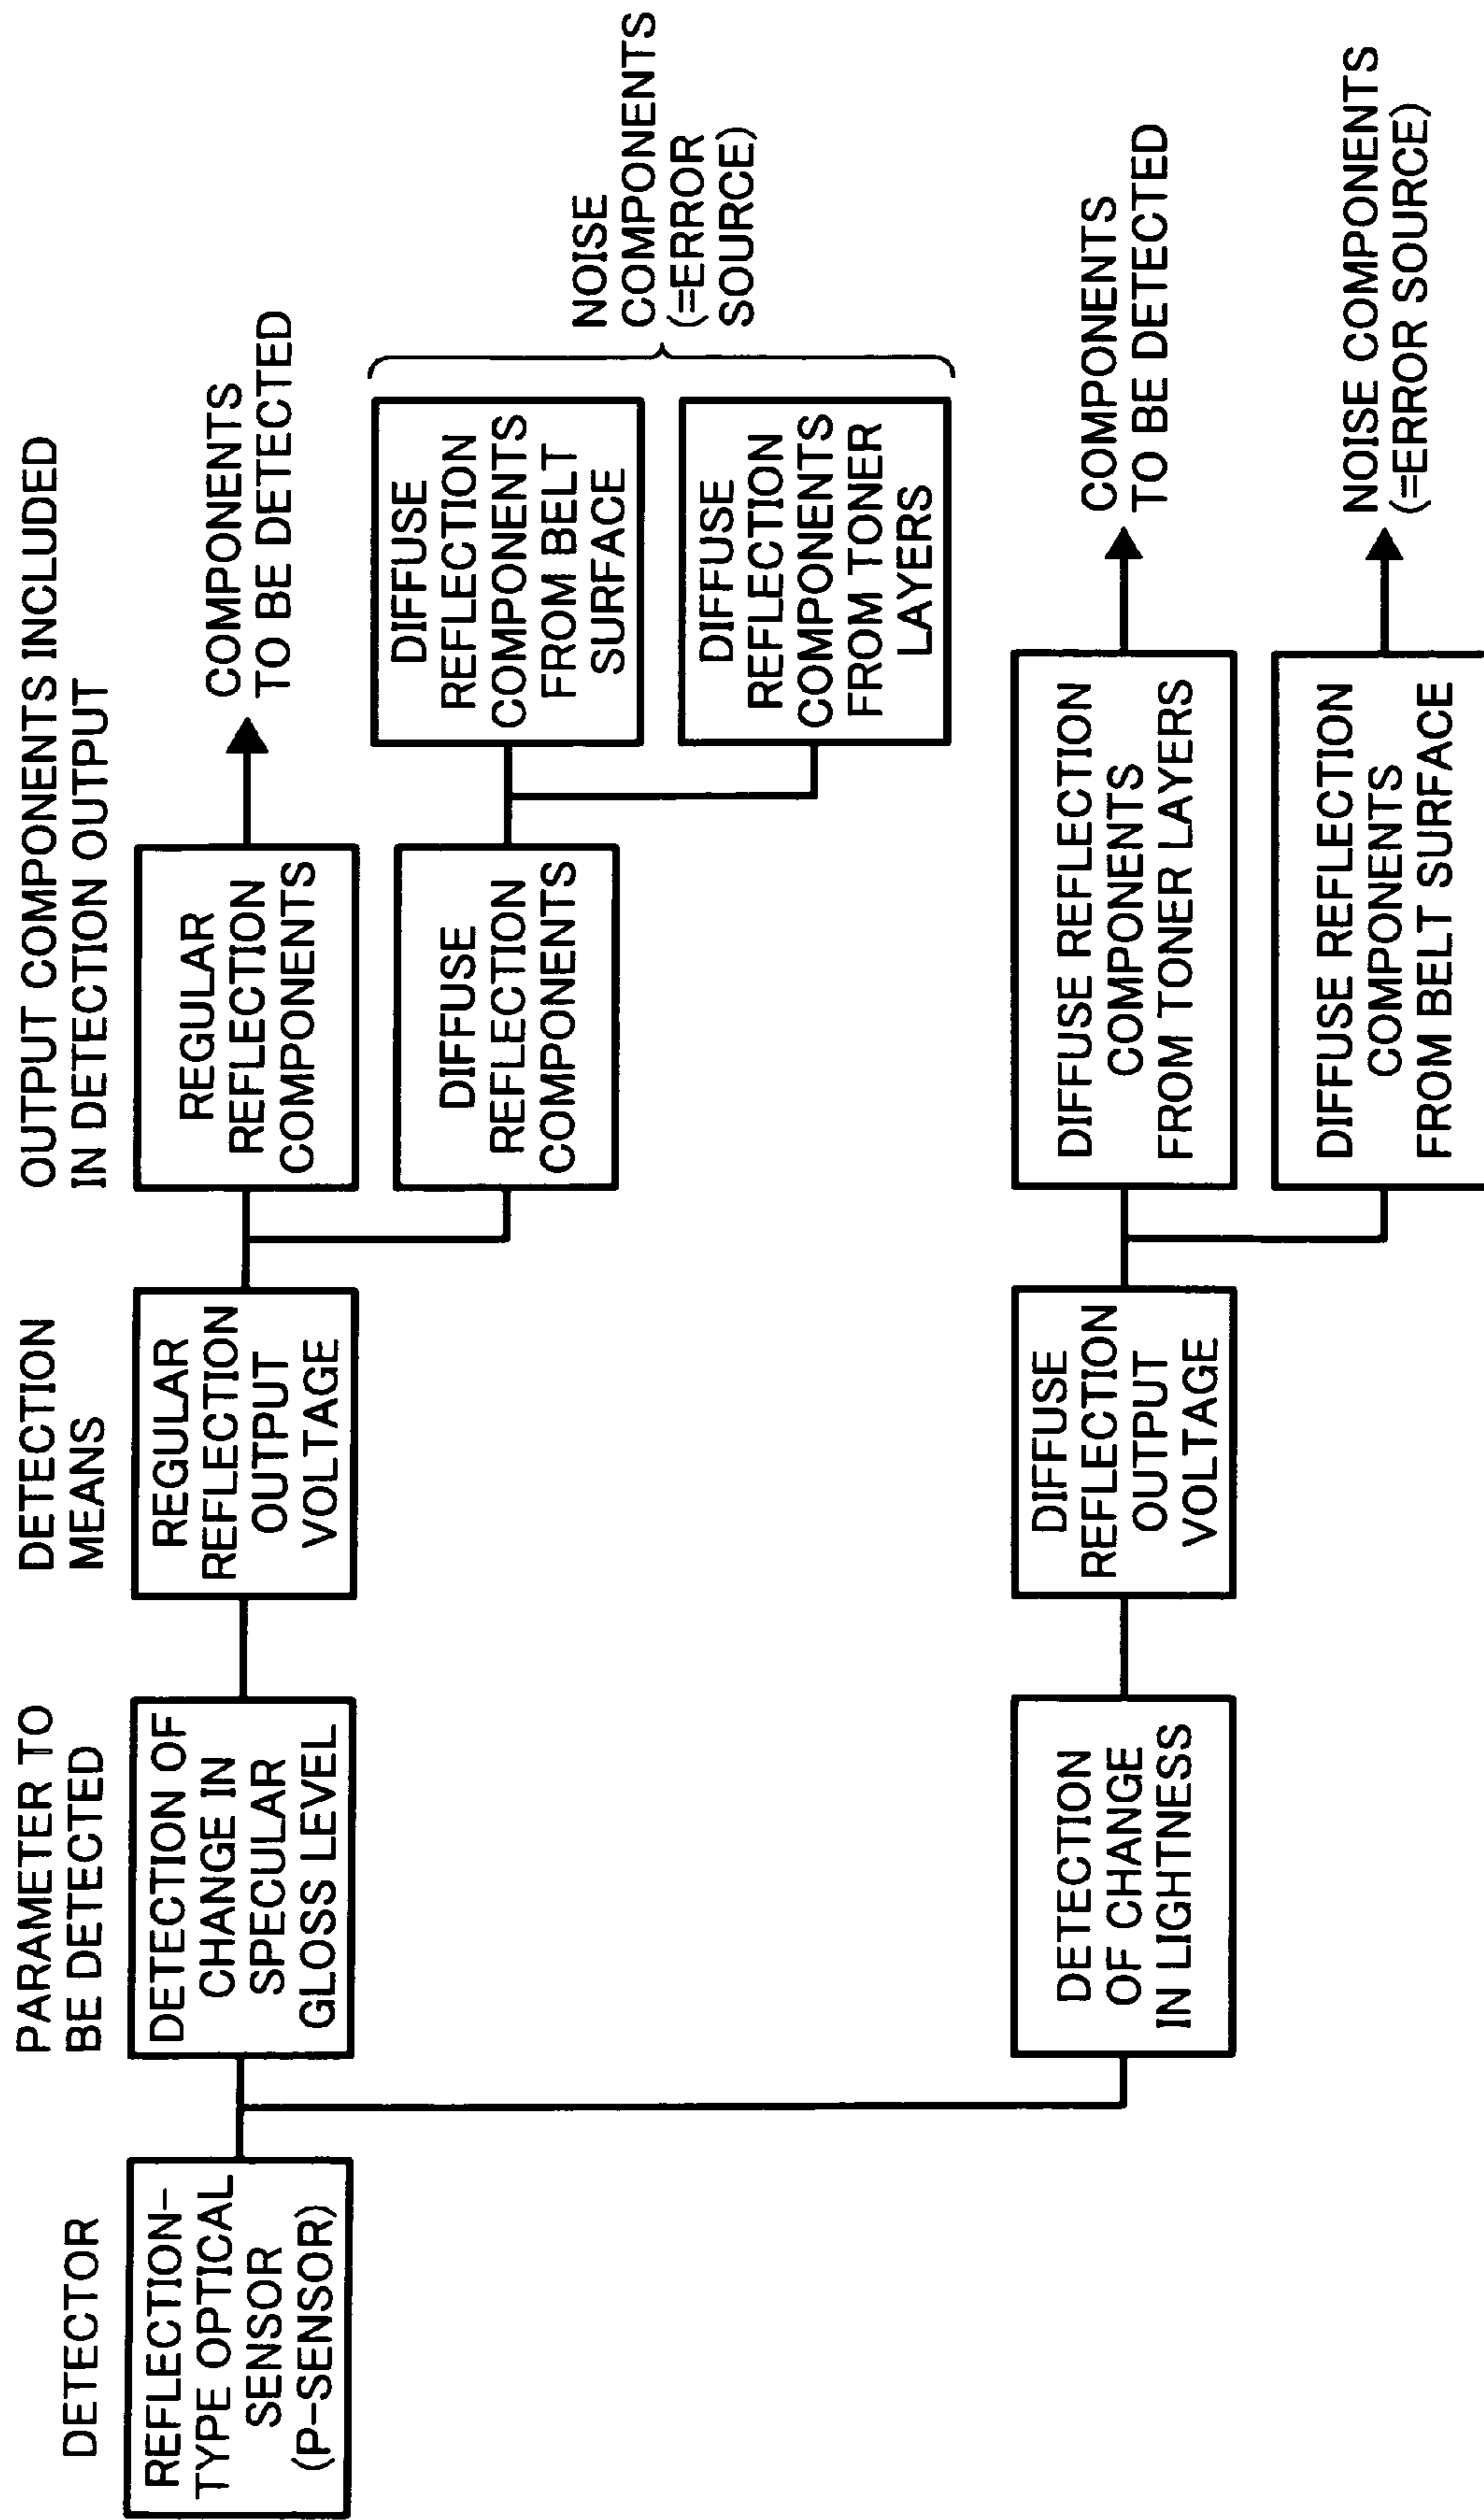 DETECTOR
PARAMETER TO
BE DETECTED
DETECTION
MEANS
OUTPUT COMPONENTS INCLUDED
IN DETECTION OUTPUT
REFLECTION-
TYPE OPTICAL
SENSOR
(P-SENSOR)
DETECTION OF
CHANGE IN
SPECULAR
GLOSS LEVEL
REGULAR
REFLECTION
OUTPUT
VOLTAGE
REGULAR
REFLECTION
COMPONENTS
COMPONENTS
TO BE DETECTED
DIFFUSE
REFLECTION
COMPONENTS
DIFFUSE
REFLECTION
COMPONENTS
FROM BELT
SURFACE
DIFFUSE
REFLECTION
COMPONENTS
FROM TONER
LAYERS
NOISE
COMPONENTS
(=ERROR
SOURCE)
DETECTION
OF CHANGE
IN LIGHTNESS
DIFFUSE
REFLECTION
OUTPUT
VOLTAGE
DIFFUSE REFLECTION
COMPONENTS
FROM TONER LAYERS
COMPONENTS
TO BE DETECTED
DIFFUSE REFLECTION
COMPONENTS
FROM BELT SURFACE
NOISE COMPONENTS
(=ERROR SOURCE)